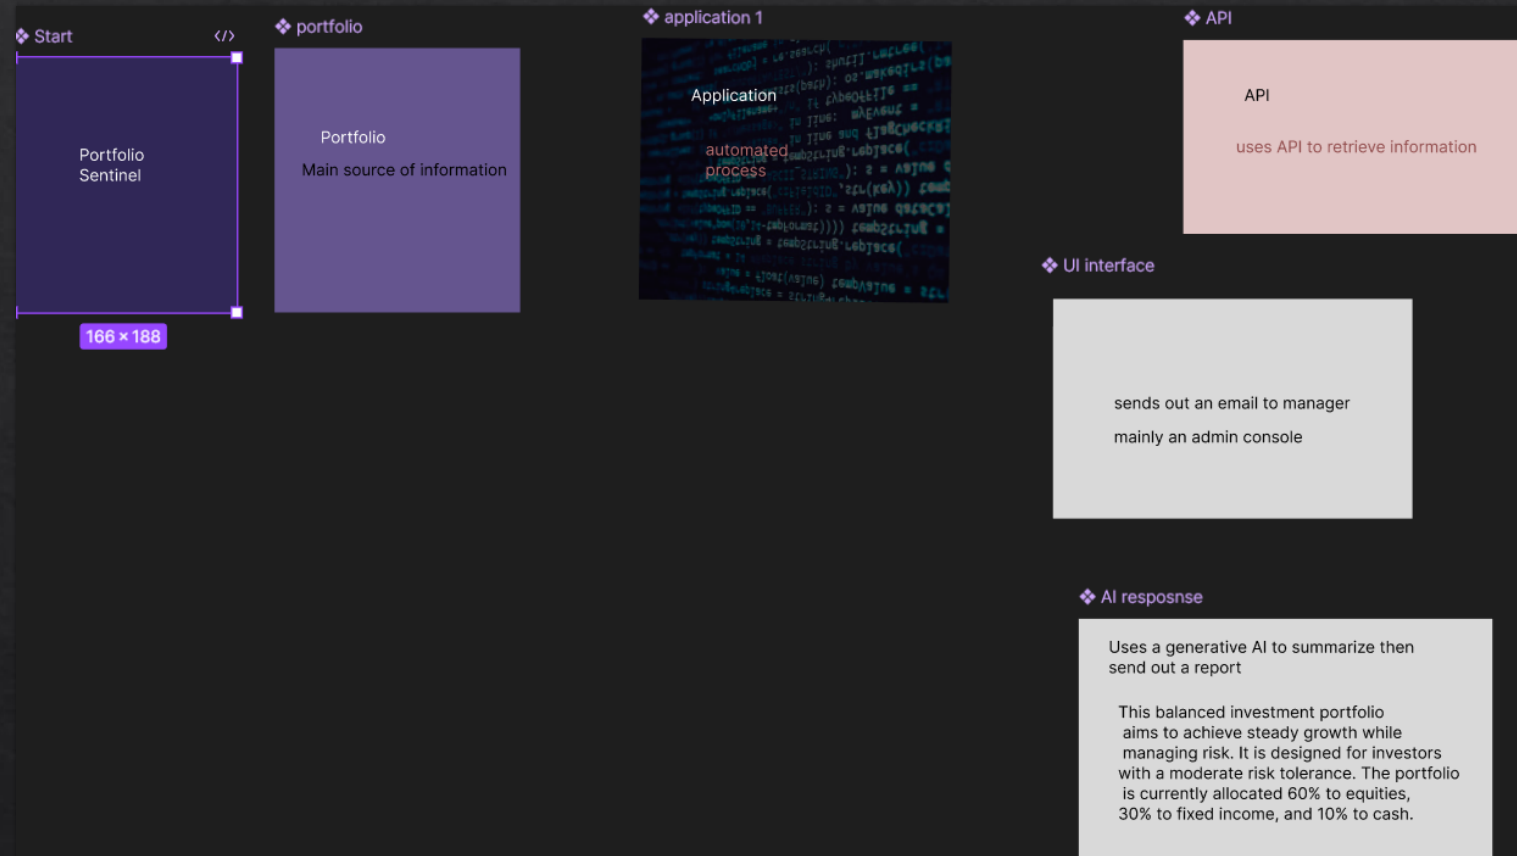 Start
</>
Portfolio
Sentinel
166 × 188
portfolio
Portfolio
Main source of information
application 1
Application
automated
process
API
API
uses API to retrieve information
UI interface
sends out an email to manager
mainly an admin console
AI resposnse
Uses a generative AI to summarize then
send out a report
This balanced investment portfolio
aims to achieve steady growth while
managing risk. It is designed for investors
with a moderate risk tolerance. The portfolio
is currently allocated 60% to equities,
30% to fixed income, and 10% to cash.